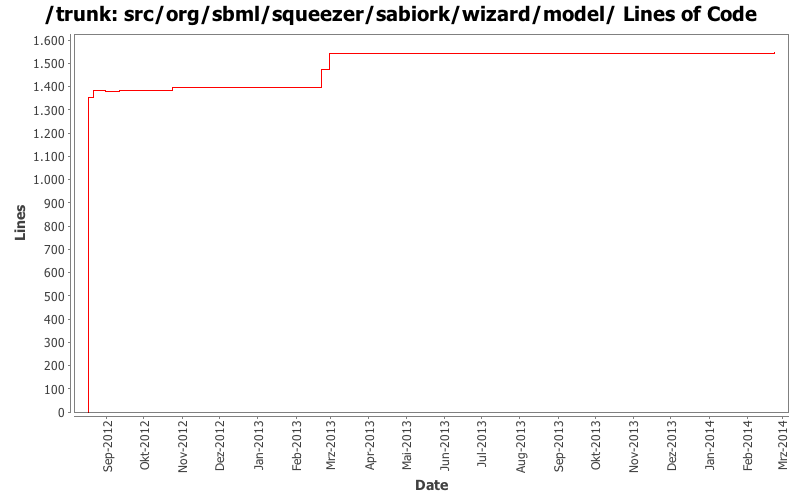 /trunk: src/org/sbml/squeezer/sabiork/wizard/model/ Lines of Code
1.600
1.500
1.400
1.300
1.200
1.100
1.000
900
800
700
600
500
400
300
200
100
0
Lines
Sep-2012
Okt-2012
Nov-2012
Dez-2012
Jan-2013
Feb-2013
Mrz-2013
Apr-2013
Mai-2013
Jun-2013
Jul-2013
Aug-2013
Sep-2013
Okt-2013
Nov-2013
Dez-2013
Jan-2014
Feb-2014
Mrz-2014
Date